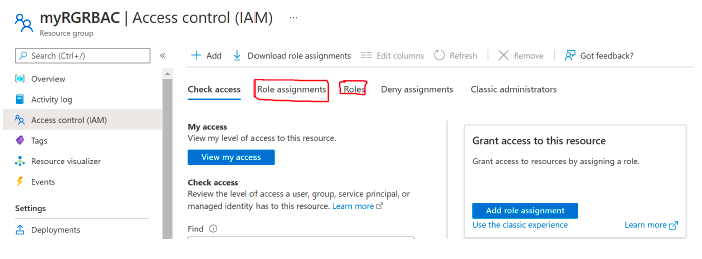 myRGRBAC | Access control (IAM) ...
Resource group
Search (Ctrl+/) «
Add Download role assignments Edit columns Refresh | Remove | Got feedback?
Overview
Activity log
Access control (IAM)
Tags
Resource visualizer
Events
Settings
Deployments
Check access Role assignments Roles Deny assignments Classic administrators
My access
View my level of access to this resource.
View my access
Check access
Review the level of access a user, group, service principal, or
managed identity has to this resource. Learn more
Find
Grant access to this resource
Grant access to resources by assigning a role.
Add role assignment
Use the classic experience Learn more